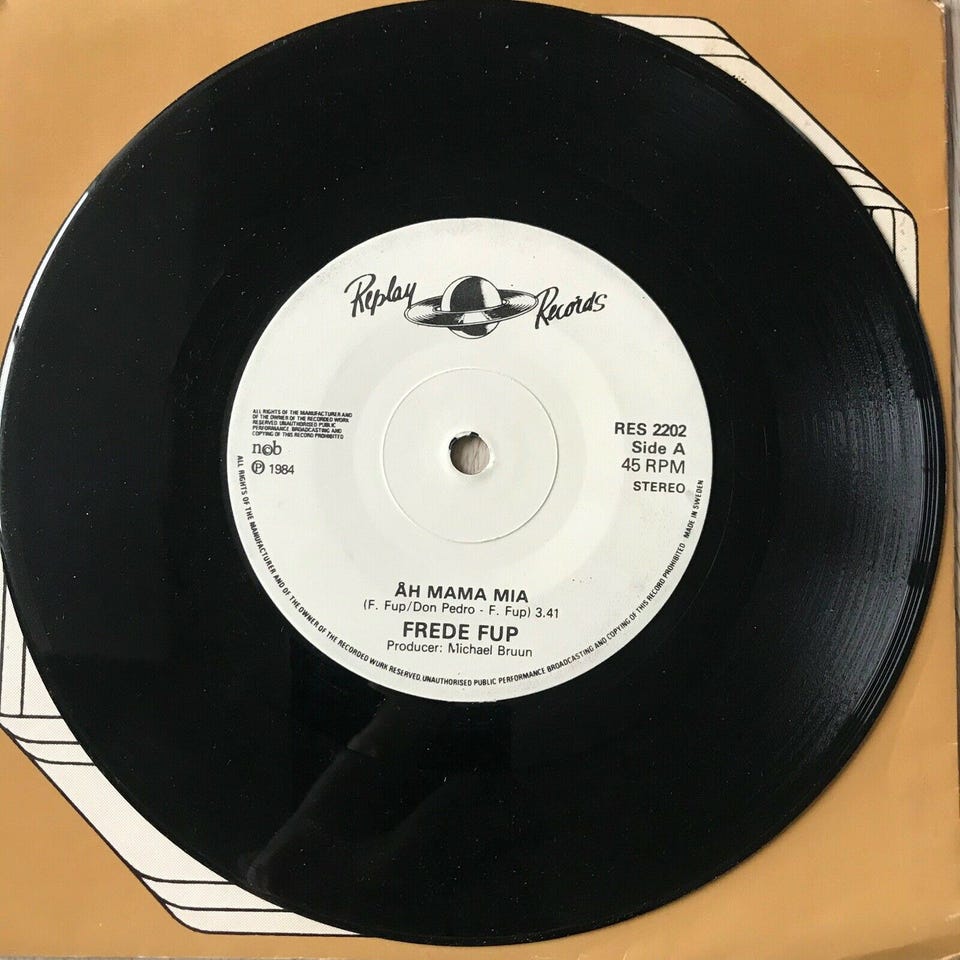 Replay Records
ALL RIGHTS OF THE MANUFACTURER AND
OF THE OWNER OF THE RECORDED WORK
RESERVED. UNAUTHORISED PUBLIC
PERFORMANCE BROADCASTING AND
COPYING OF THIS RECORD PROHIBITED
ncb
Ⓟ 1984
RES 2202
Side A
45 RPM
STEREO
ÅH MAMA MIA
(F. Fup/Don Pedro - F. Fup) 3.41
FREDE FUP
Producer: Michael Bruun
ALL RIGHTS OF THE MANUFACTURER AND OF THE OWNER OF THE RECORDED WORK RESERVED. UNAUTHORISED PUBLIC PERFORMANCE BROADCASTING AND COPYING OF THIS RECORD PROHIBITED. MADE IN SWEDEN